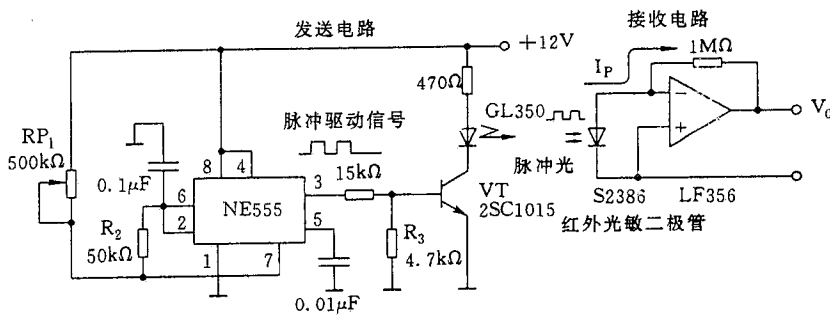 发送电路
接收电路
+12V
1MΩ
I_P
470Ω
GL350
脉冲驱动信号
RP₁
500kΩ
0.1μF
8
4
3
15kΩ
−
+
V₀
脉冲光
6
2
NE555
5
VT
2SC1015
S2386
LF356
红外光敏二极管
R₂
50kΩ
1
7
R₃
4.7kΩ
0.01μF